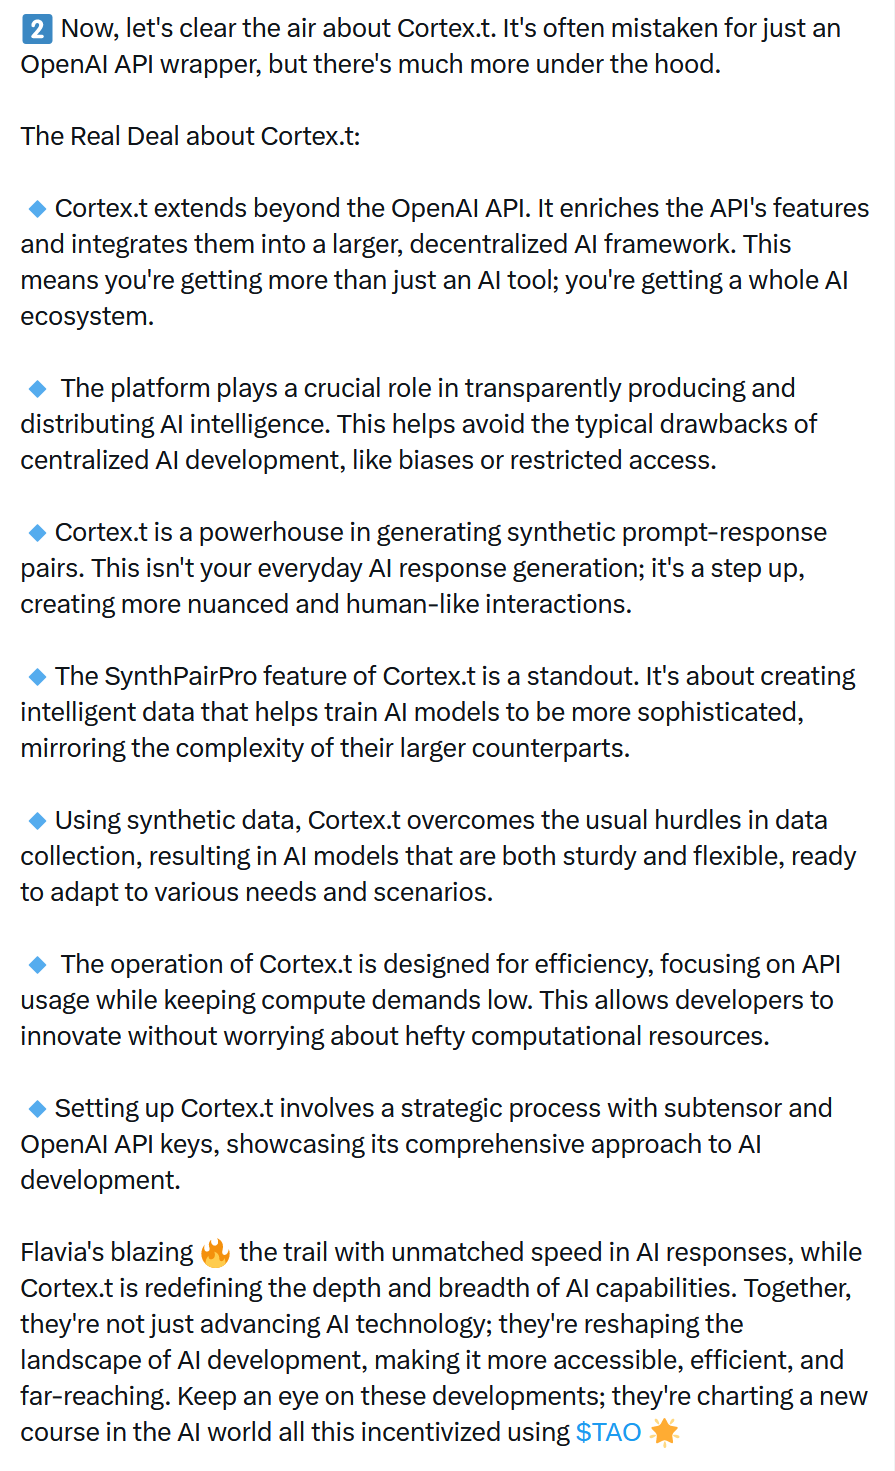 2️⃣ Now, let's clear the air about Cortex.t. It's often mistaken for just an
OpenAI API wrapper, but there's much more under the hood.
The Real Deal about Cortex.t:
🔹Cortex.t extends beyond the OpenAI API. It enriches the API's features
and integrates them into a larger, decentralized AI framework. This
means you're getting more than just an AI tool; you're getting a whole AI
ecosystem.
🔹 The platform plays a crucial role in transparently producing and
distributing AI intelligence. This helps avoid the typical drawbacks of
centralized AI development, like biases or restricted access.
🔹Cortex.t is a powerhouse in generating synthetic prompt-response
pairs. This isn't your everyday AI response generation; it's a step up,
creating more nuanced and human-like interactions.
🔹The SynthPairPro feature of Cortex.t is a standout. It's about creating
intelligent data that helps train AI models to be more sophisticated,
mirroring the complexity of their larger counterparts.
🔹Using synthetic data, Cortex.t overcomes the usual hurdles in data
collection, resulting in AI models that are both sturdy and flexible, ready
to adapt to various needs and scenarios.
🔹 The operation of Cortex.t is designed for efficiency, focusing on API
usage while keeping compute demands low. This allows developers to
innovate without worrying about hefty computational resources.
🔹Setting up Cortex.t involves a strategic process with subtensor and
OpenAI API keys, showcasing its comprehensive approach to AI
development.
Flavia's blazing 🔥 the trail with unmatched speed in AI responses, while
Cortex.t is redefining the depth and breadth of AI capabilities. Together,
they're not just advancing AI technology; they're reshaping the
landscape of AI development, making it more accessible, efficient, and
far-reaching. Keep an eye on these developments; they're charting a new
course in the AI world all this incentivized using $TAO 🌟